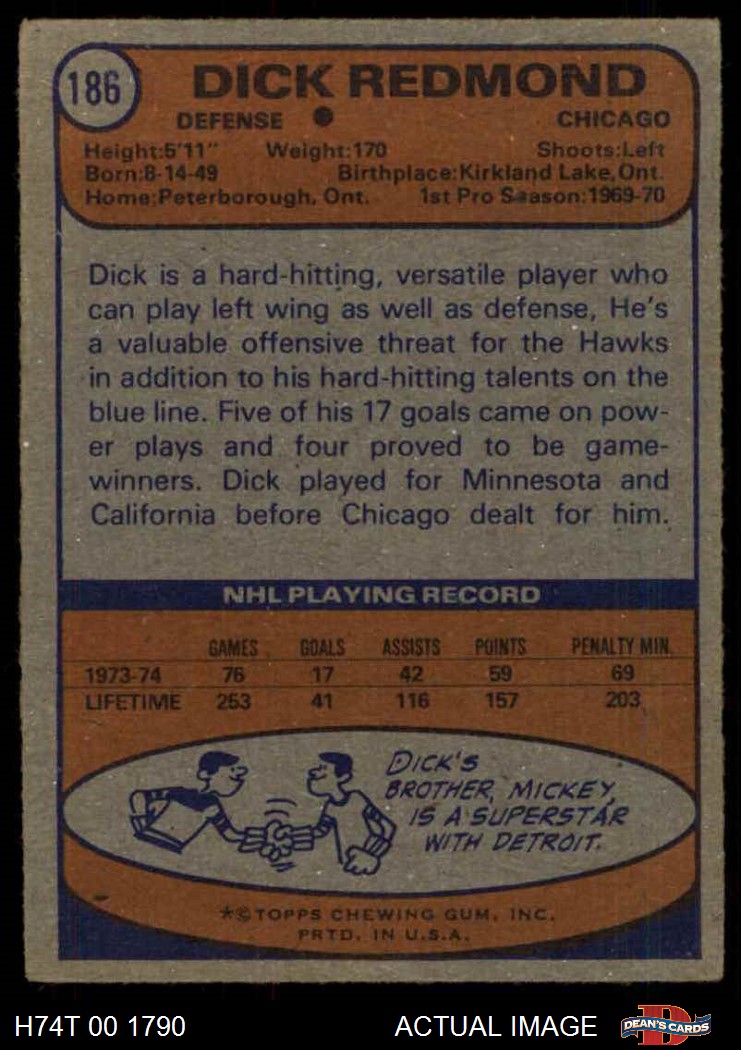 186
DICK REDMOND
DEFENSE ● CHICAGO
Height:5'11" Weight:170 Shoots:Left
Born:8-14-49 Birthplace:Kirkland Lake,Ont.
Home:Peterborough, Ont. 1st Pro Season:1969-70
Dick is a hard-hitting, versatile player who
can play left wing as well as defense, He's
a valuable offensive threat for the Hawks
in addition to his hard-hitting talents on the
blue line. Five of his 17 goals came on pow-
er plays and four proved to be game-
winners. Dick played for Minnesota and
California before Chicago dealt for him.
NHL PLAYING RECORD
GAMES GOALS ASSISTS POINTS PENALTY MIN.
1973-74 76 17 42 59 69
LIFETIME 253 41 116 157 203
DICK'S
BROTHER, MICKEY,
IS A SUPERSTAR
WITH DETROIT.
*©TOPPS CHEWING GUM, INC.
PRTD. IN U.S.A.
H74T 00 1790 ACTUAL IMAGE D DEAN'S CARDS